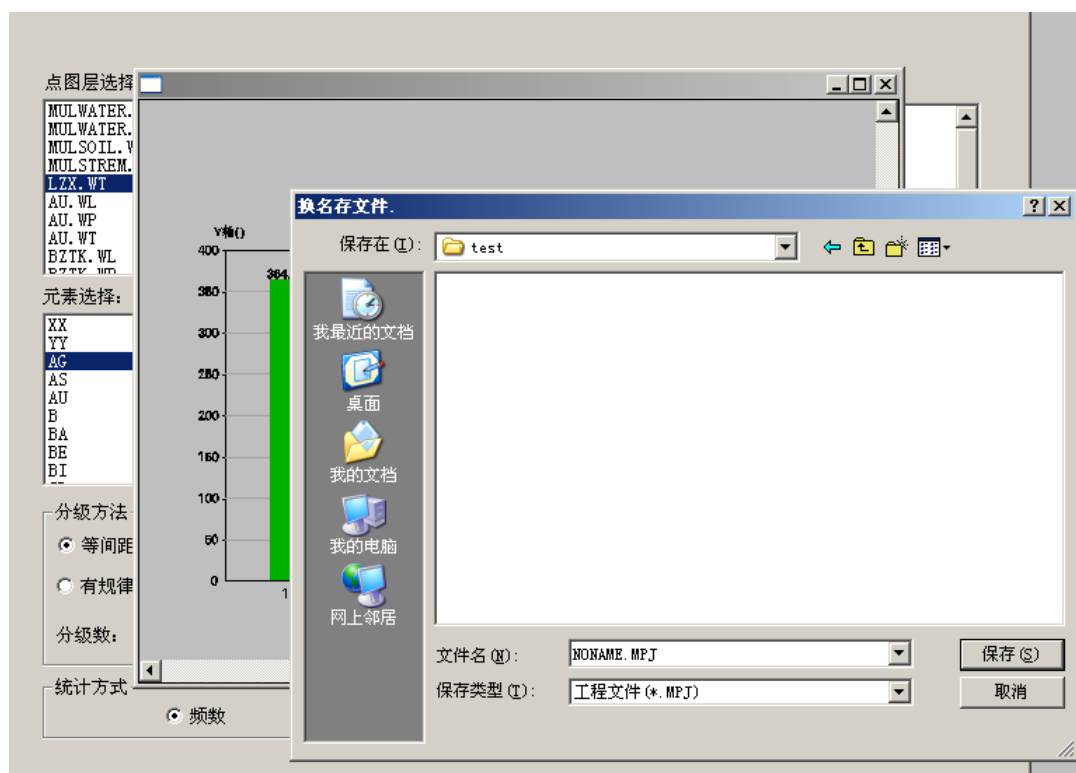 点图层选择
MULWATER.
MULWATER.
MULSOIL.W
MULSTREM.
LZX.WT
AU.WL
AU.WP
AU.WT
BZTK.WL
BZTK.WP
元素选择:
XX
YY
AG
AS
AU
B
BA
BE
BI
分级方法
等间距
有规律
分级数:
统计方式
频数
Y轴()
400
364.
350
300
250
200
150
100
50
0
1
换名存文件.
保存在(I):
test
我最近的文档
桌面
我的文档
我的电脑
网上邻居
文件名(N):
NONAME.MPJ
保存(S)
保存类型(T):
工程文件(*.MPJ)
取消